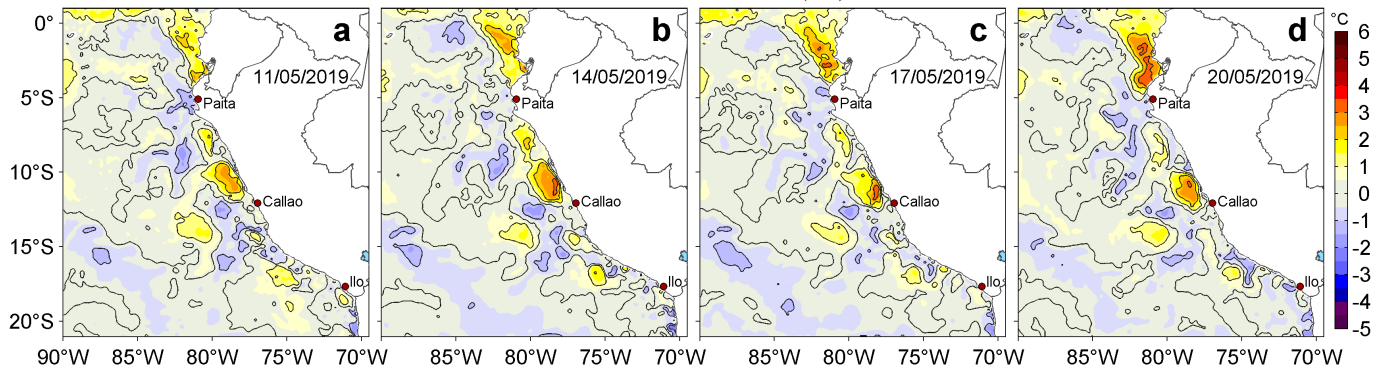 a
b
c
d
°C
11/05/2019
14/05/2019
17/05/2019
20/05/2019
0°
5°S
10°S
15°S
20°S
Paita
Paita
Paita
Paita
Callao
Callao
Callao
Callao
Ilo
Ilo
Ilo
Ilo
6
5
4
3
2
1
0
-1
-2
-3
-4
-5
90°W 85°W 80°W 75°W 70°W
85°W 80°W 75°W 70°W
85°W 80°W 75°W 70°W
85°W 80°W 75°W 70°W